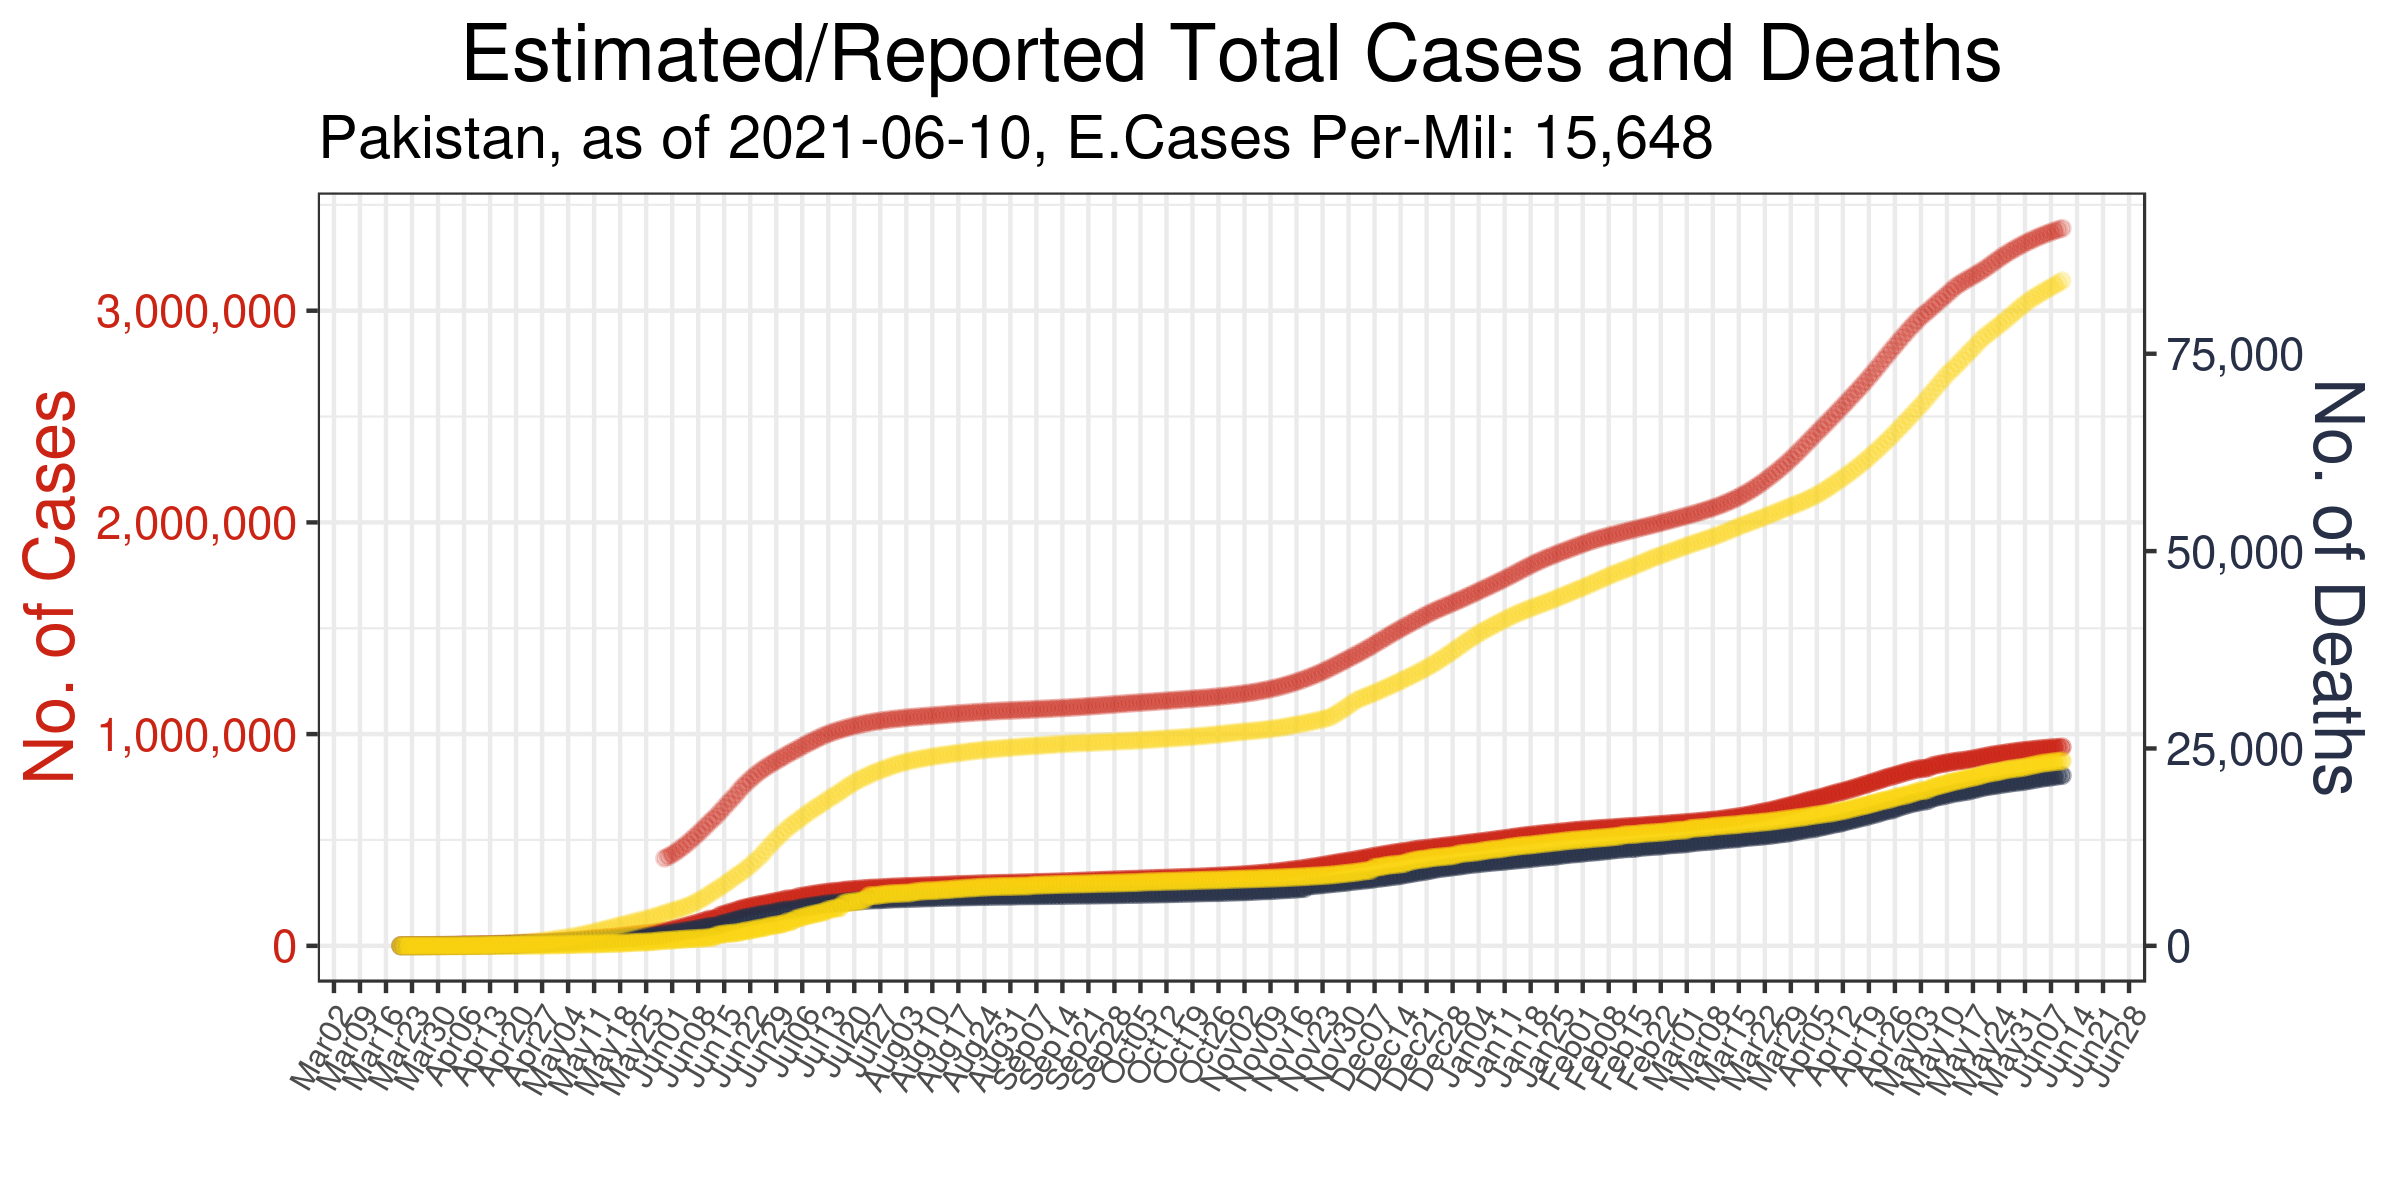 Estimated/Reported Total Cases and Deaths
Pakistan, as of 2021-06-10, E.Cases Per-Mil: 15,648
No. of Cases
3,000,000
2,000,000
1,000,000
0
75,000
50,000
25,000
0
No. of Deaths
Mar02
Mar09
Mar16
Mar23
Mar30
Apr06
Apr13
Apr20
Apr27
May04
May11
May18
May25
Jun01
Jun08
Jun15
Jun22
Jun29
Jul06
Jul13
Jul20
Jul27
Aug03
Aug10
Aug17
Aug24
Aug31
Sep07
Sep14
Sep21
Sep28
Oct05
Oct12
Oct19
Oct26
Nov02
Nov09
Nov16
Nov23
Nov30
Dec07
Dec14
Dec21
Dec28
Jan04
Jan11
Jan18
Jan25
Feb01
Feb08
Feb15
Feb22
Mar01
Mar08
Mar15
Mar22
Mar29
Apr05
Apr12
Apr19
Apr26
May03
May10
May17
May24
May31
Jun07
Jun14
Jun21
Jun28